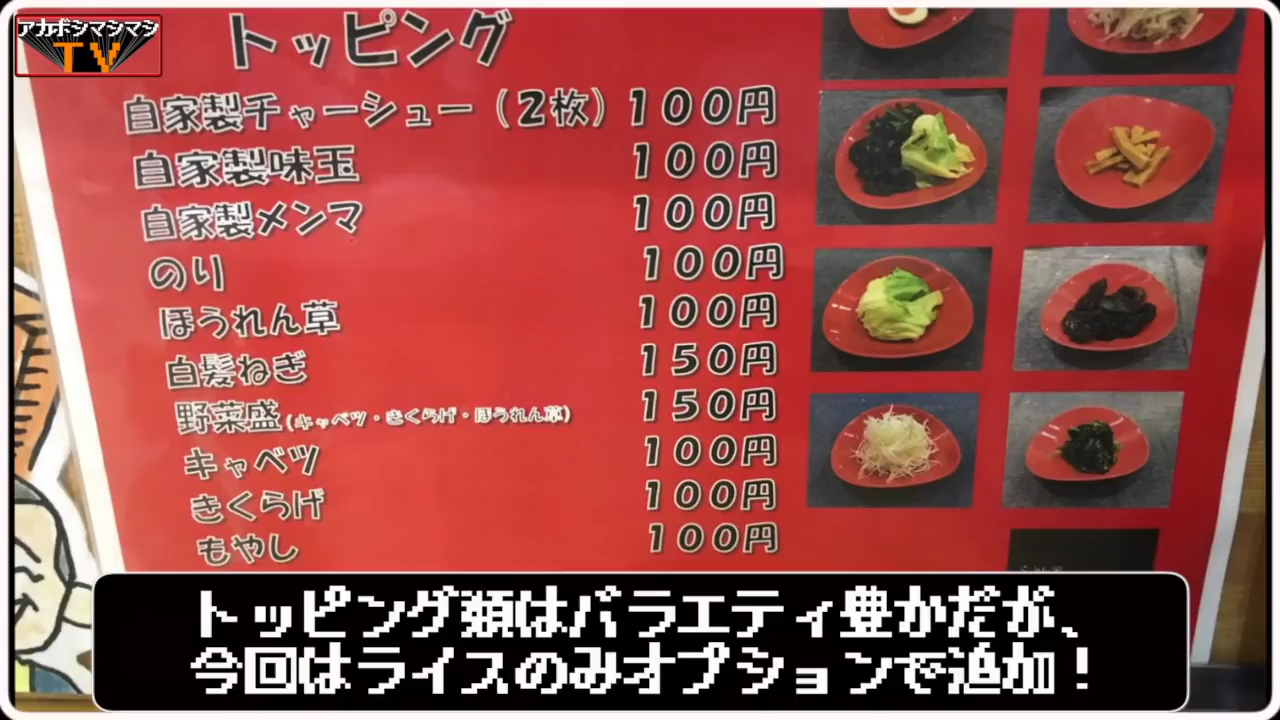 アカボシマシマシ
TV
トッピング
自家製チャーシュー（2枚）100円
自家製味玉 100円
自家製メンマ 100円
のり 100円
ほうれん草 100円
白髪ねぎ 150円
野菜盛(キャベツ・きくらげ・ほうれん草) 150円
キャベツ 100円
きくらげ 100円
もやし 100円
トッピング類はバラエティ豊かだが、
今回はライスのみオプションで追加！